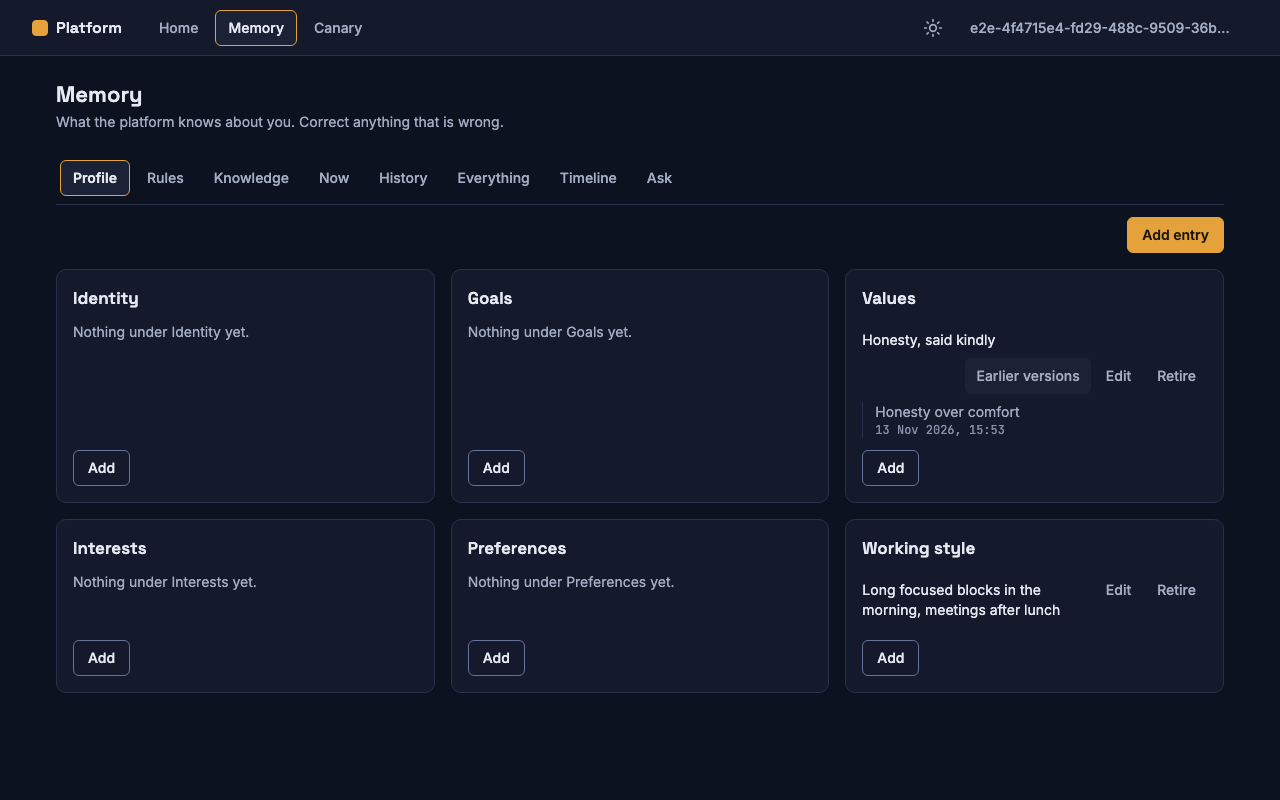 Platform
Home
Memory
Canary
e2e-4f4715e4-fd29-488c-9509-36b...
Memory
What the platform knows about you. Correct anything that is wrong.
Profile
Rules
Knowledge
Now
History
Everything
Timeline
Ask
Add entry
Identity
Nothing under Identity yet.
Add
Goals
Nothing under Goals yet.
Add
Values
Honesty, said kindly
Earlier versions
Edit
Retire
Honesty over comfort
13 Nov 2026, 15:53
Add
Interests
Nothing under Interests yet.
Add
Preferences
Nothing under Preferences yet.
Add
Working style
Long focused blocks in the
morning, meetings after lunch
Edit
Retire
Add